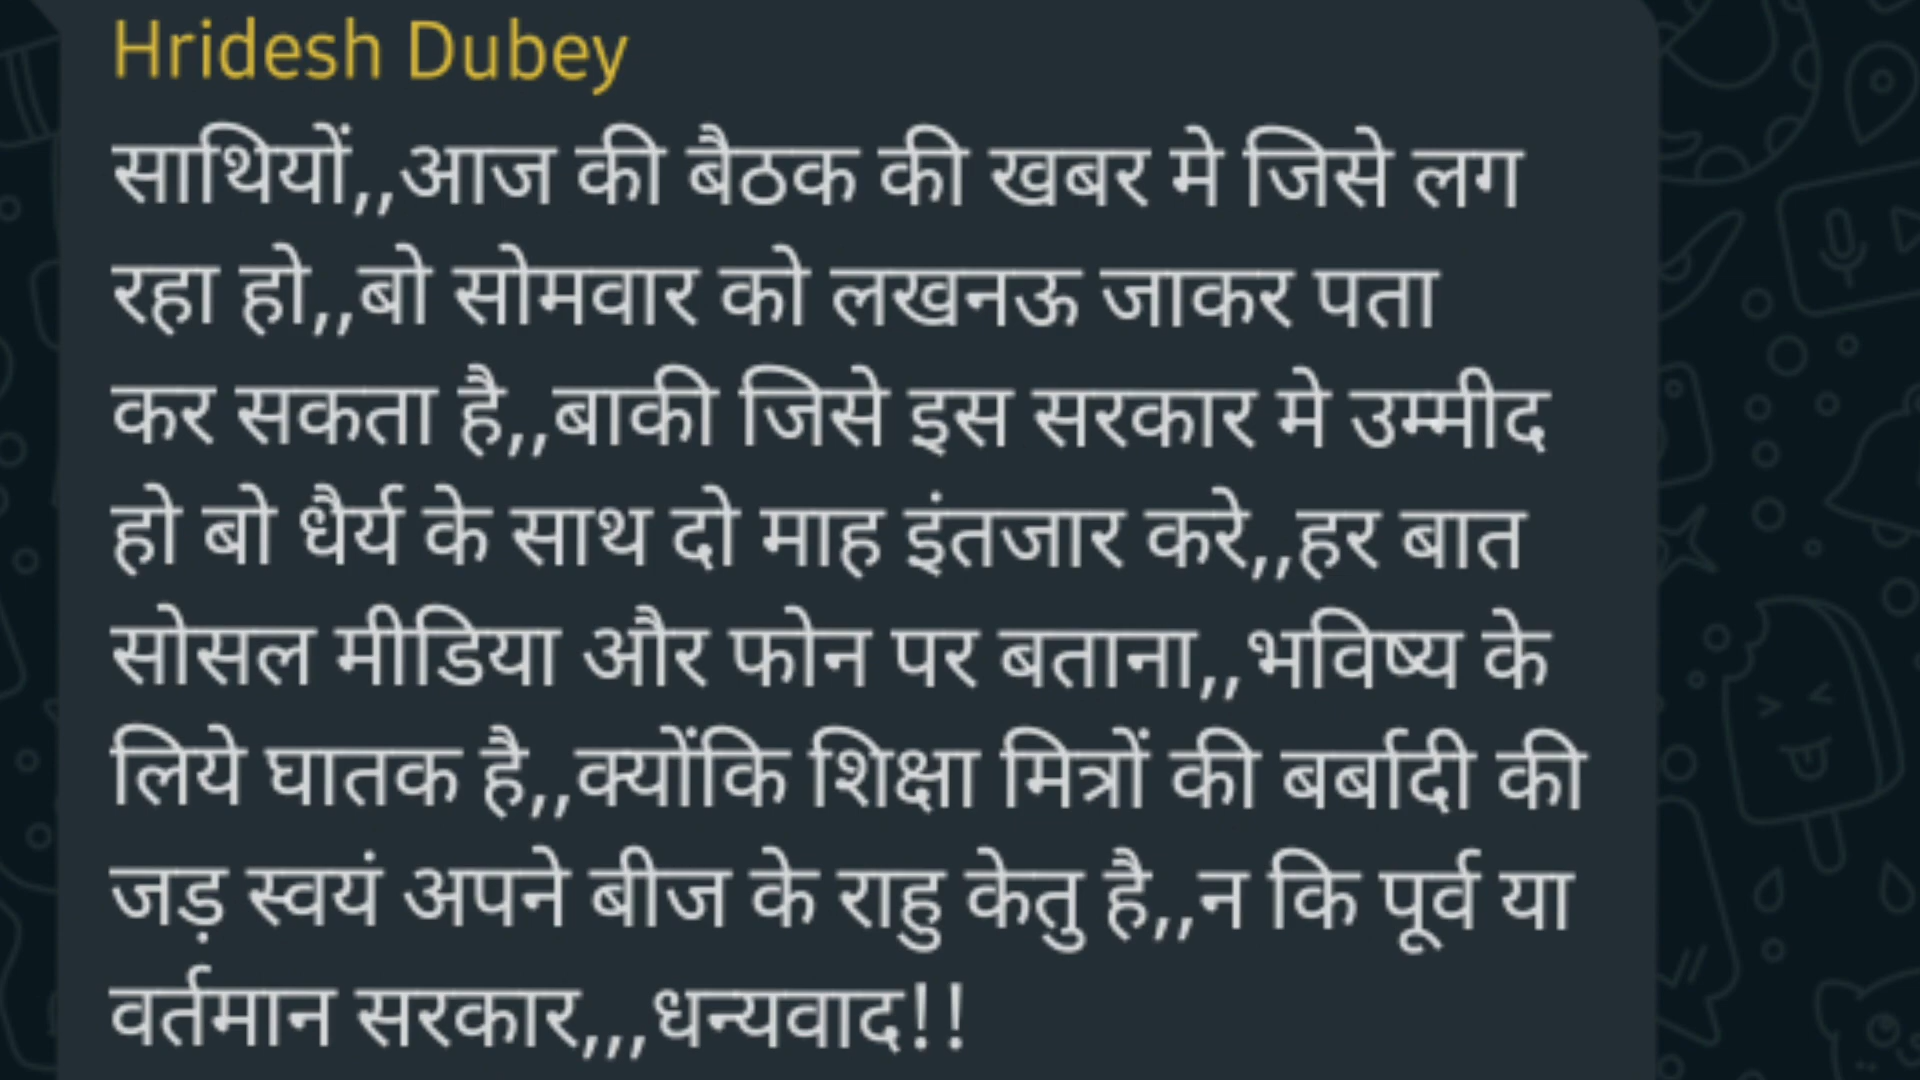 Hridesh Dubey
साथियों,,आज की बैठक की खबर मे जिसे लग
रहा हो,,बो सोमवार को लखनऊ जाकर पता
कर सकता है,,बाकी जिसे इस सरकार मे उम्मीद
हो बो धैर्य के साथ दो माह इंतजार करे,,हर बात
सोसल मीडिया और फोन पर बताना,,भविष्य के
लिये घातक है,,क्योंकि शिक्षा मित्रों की बर्बादी की
जड़ स्वयं अपने बीज के राहु केतु है,,न कि पूर्व या
वर्तमान सरकार,,,धन्यवाद!!